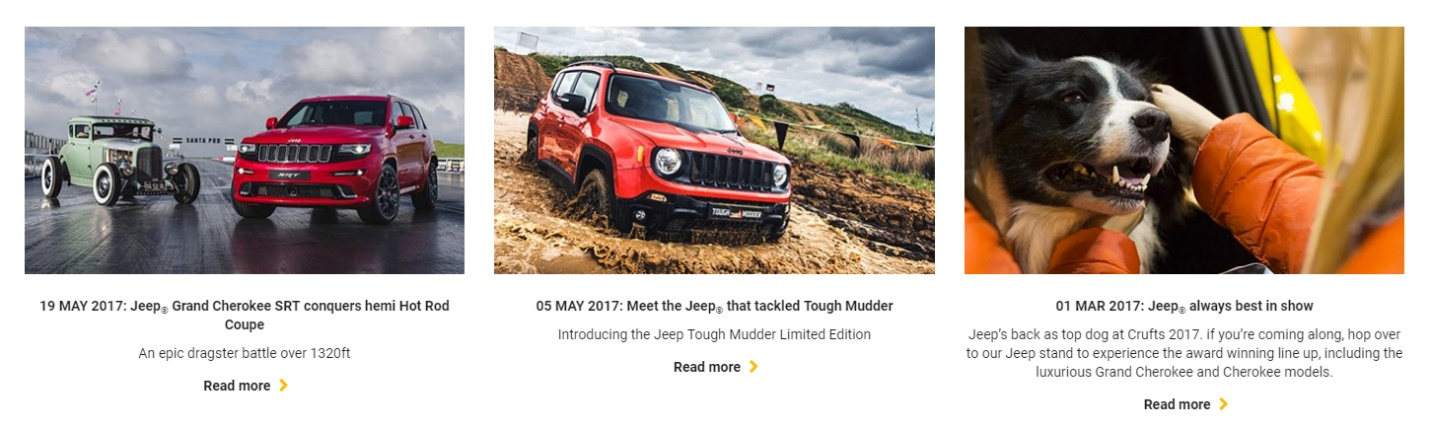 SANTA POD
Jeep
SRT
TOUGH MUDDER
19 MAY 2017: Jeep® Grand Cherokee SRT conquers hemi Hot Rod
Coupe
An epic dragster battle over 1320ft
Read more
05 MAY 2017: Meet the Jeep® that tackled Tough Mudder
Introducing the Jeep Tough Mudder Limited Edition
Read more
01 MAR 2017: Jeep® always best in show
Jeep’s back as top dog at Crufts 2017. if you’re coming along, hop over
to our Jeep stand to experience the award winning line up, including the
luxurious Grand Cherokee and Cherokee models.
Read more